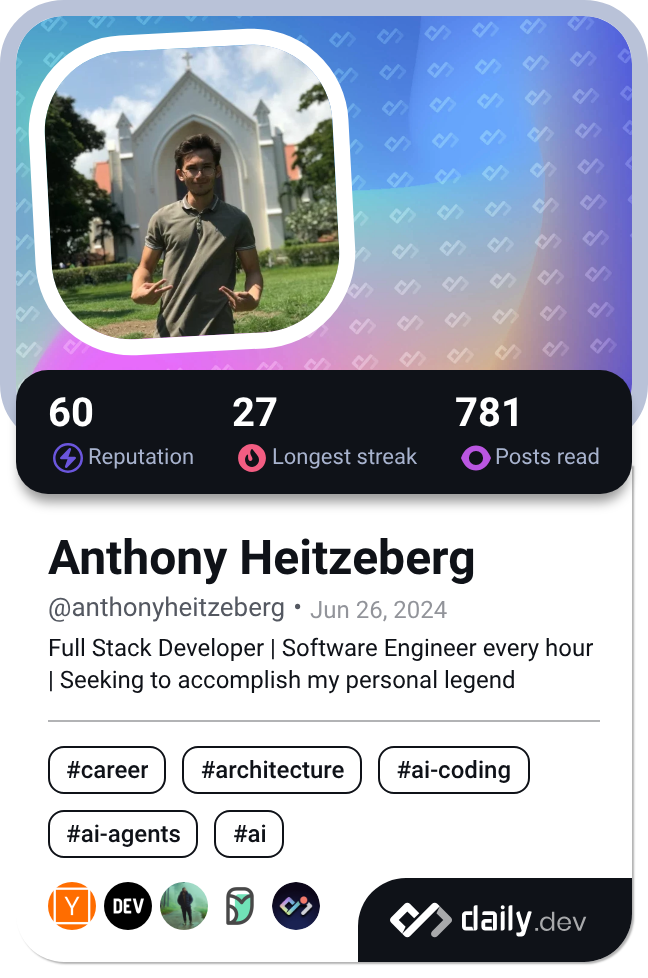 60 27 781
Reputation Longest streak Posts read
Anthony Heitzeberg
@anthonyheitzeberg • Jun 26, 2024
Full Stack Developer | Software Engineer every hour
| Seeking to accomplish my personal legend
#career #architecture #ai-coding
#ai-agents #ai
Y DEV daily.dev